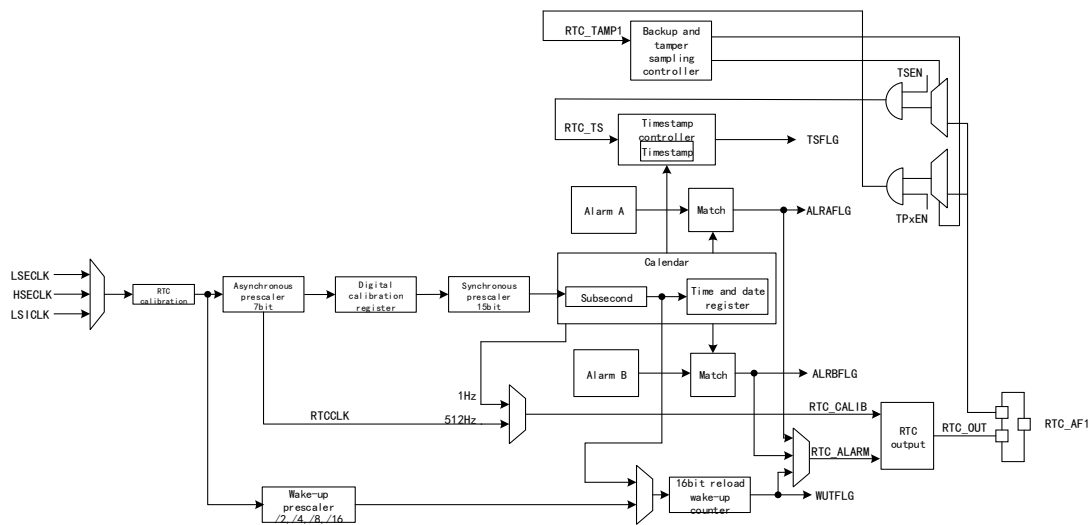 RTC_TAMP1
Backup and
tamper
sampling
controller
TSEN
RTC_TS
Timestamp
controller
Timestamp
TSFLG
TPxEN
Alarm A
Match
ALRAFLG
Calendar
LSECLK
HSECLK
LSICLK
RTC
calibration
Asynchronous
prescaler
7bit
Digital
calibration
register
Synchronous
prescaler
15bit
Subsecond
Time and date
register
Alarm B
Match
ALRBFLG
1Hz
RTCCLK
512Hz
RTC_CALIB
RTC
output
RTC_OUT
RTC_AF1
RTC_ALARM
Wake-up
prescaler
/2,/4,/8,/16
16bit reload
wake-up
counter
WUTFLG